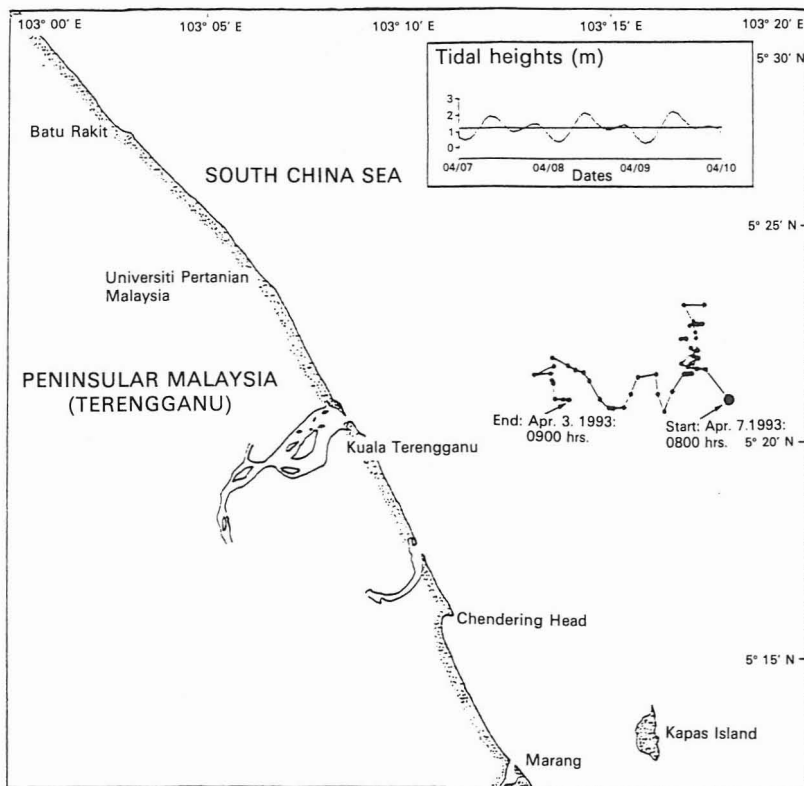 103° 00' E
103° 05' E
103° 10' E
103° 15' E
103° 20' E
5° 30' N
Tidal heights (m)
3
2
1
0
04/07
04/08
04/09
04/10
Dates
Batu Rakit
SOUTH CHINA SEA
5° 25' N
Universiti Pertanian
Malaysia
PENINSULAR MALAYSIA
(TERENGGANU)
End: Apr. 3. 1993:
0900 hrs.
Start: Apr. 7.1993:
0800 hrs.
5° 20' N
Kuala Terengganu
Chendering Head
5° 15' N
Kapas Island
Marang